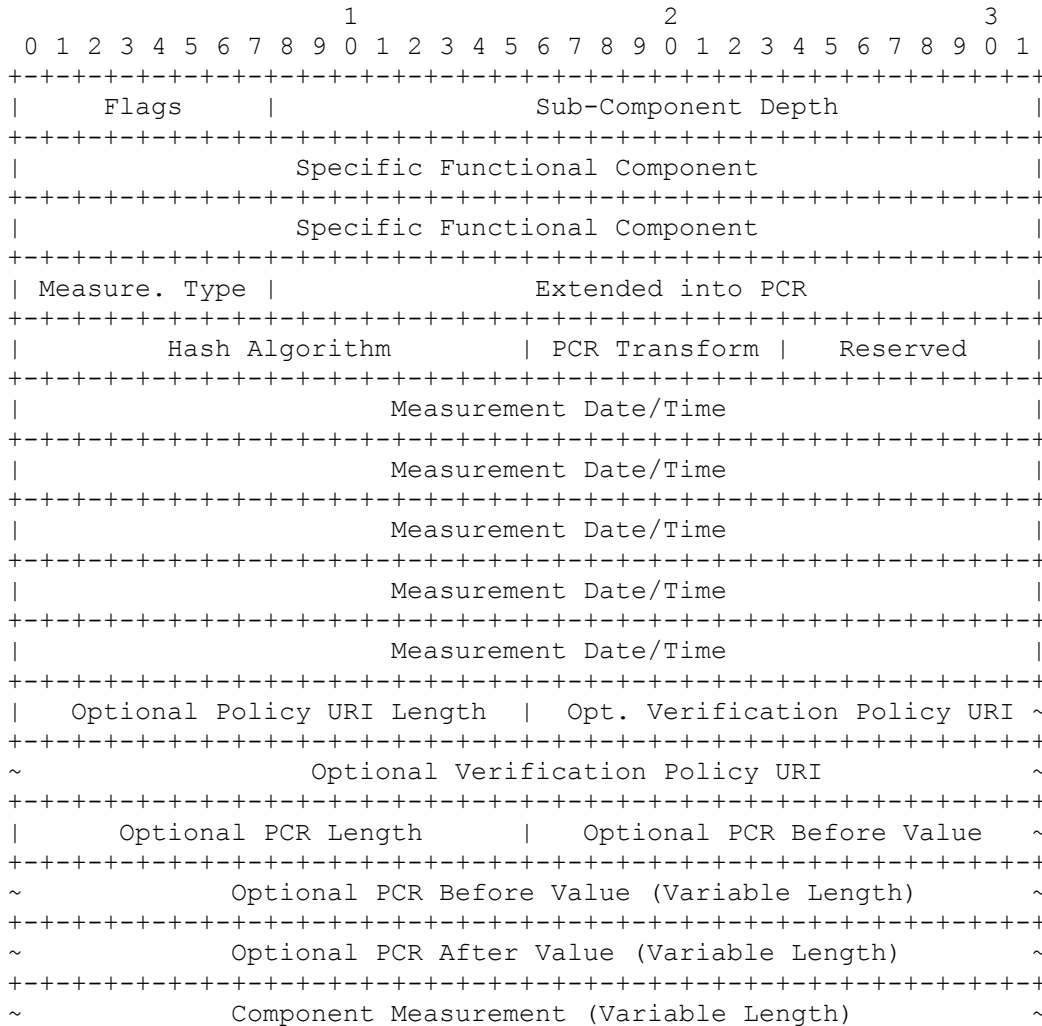 1                   2                   3
 0 1 2 3 4 5 6 7 8 9 0 1 2 3 4 5 6 7 8 9 0 1 2 3 4 5 6 7 8 9 0 1
+-+-+-+-+-+-+-+-+-+-+-+-+-+-+-+-+-+-+-+-+-+-+-+-+-+-+-+-+-+-+-+-+
|     Flags     |                Sub-Component Depth            |
+-+-+-+-+-+-+-+-+-+-+-+-+-+-+-+-+-+-+-+-+-+-+-+-+-+-+-+-+-+-+-+-+
|                 Specific Functional Component                 |
+-+-+-+-+-+-+-+-+-+-+-+-+-+-+-+-+-+-+-+-+-+-+-+-+-+-+-+-+-+-+-+-+
|                 Specific Functional Component                 |
+-+-+-+-+-+-+-+-+-+-+-+-+-+-+-+-+-+-+-+-+-+-+-+-+-+-+-+-+-+-+-+-+
| Measure. Type |                Extended into PCR              |
+-+-+-+-+-+-+-+-+-+-+-+-+-+-+-+-+-+-+-+-+-+-+-+-+-+-+-+-+-+-+-+-+
|         Hash Algorithm        | PCR Transform |   Reserved    |
+-+-+-+-+-+-+-+-+-+-+-+-+-+-+-+-+-+-+-+-+-+-+-+-+-+-+-+-+-+-+-+-+
|                       Measurement Date/Time                   |
+-+-+-+-+-+-+-+-+-+-+-+-+-+-+-+-+-+-+-+-+-+-+-+-+-+-+-+-+-+-+-+-+
|                       Measurement Date/Time                   |
+-+-+-+-+-+-+-+-+-+-+-+-+-+-+-+-+-+-+-+-+-+-+-+-+-+-+-+-+-+-+-+-+
|                       Measurement Date/Time                   |
+-+-+-+-+-+-+-+-+-+-+-+-+-+-+-+-+-+-+-+-+-+-+-+-+-+-+-+-+-+-+-+-+
|                       Measurement Date/Time                   |
+-+-+-+-+-+-+-+-+-+-+-+-+-+-+-+-+-+-+-+-+-+-+-+-+-+-+-+-+-+-+-+-+
|                       Measurement Date/Time                   |
+-+-+-+-+-+-+-+-+-+-+-+-+-+-+-+-+-+-+-+-+-+-+-+-+-+-+-+-+-+-+-+-+
|   Optional Policy URI Length  |  Opt. Verification Policy URI ~
+-+-+-+-+-+-+-+-+-+-+-+-+-+-+-+-+-+-+-+-+-+-+-+-+-+-+-+-+-+-+-+-+
~                  Optional Verification Policy URI             ~
+-+-+-+-+-+-+-+-+-+-+-+-+-+-+-+-+-+-+-+-+-+-+-+-+-+-+-+-+-+-+-+-+
|      Optional PCR Length      |   Optional PCR Before Value   ~
+-+-+-+-+-+-+-+-+-+-+-+-+-+-+-+-+-+-+-+-+-+-+-+-+-+-+-+-+-+-+-+-+
~             Optional PCR Before Value (Variable Length)       ~
+-+-+-+-+-+-+-+-+-+-+-+-+-+-+-+-+-+-+-+-+-+-+-+-+-+-+-+-+-+-+-+-+
~             Optional PCR After Value (Variable Length)        ~
+-+-+-+-+-+-+-+-+-+-+-+-+-+-+-+-+-+-+-+-+-+-+-+-+-+-+-+-+-+-+-+-+
~             Component Measurement (Variable Length)           ~